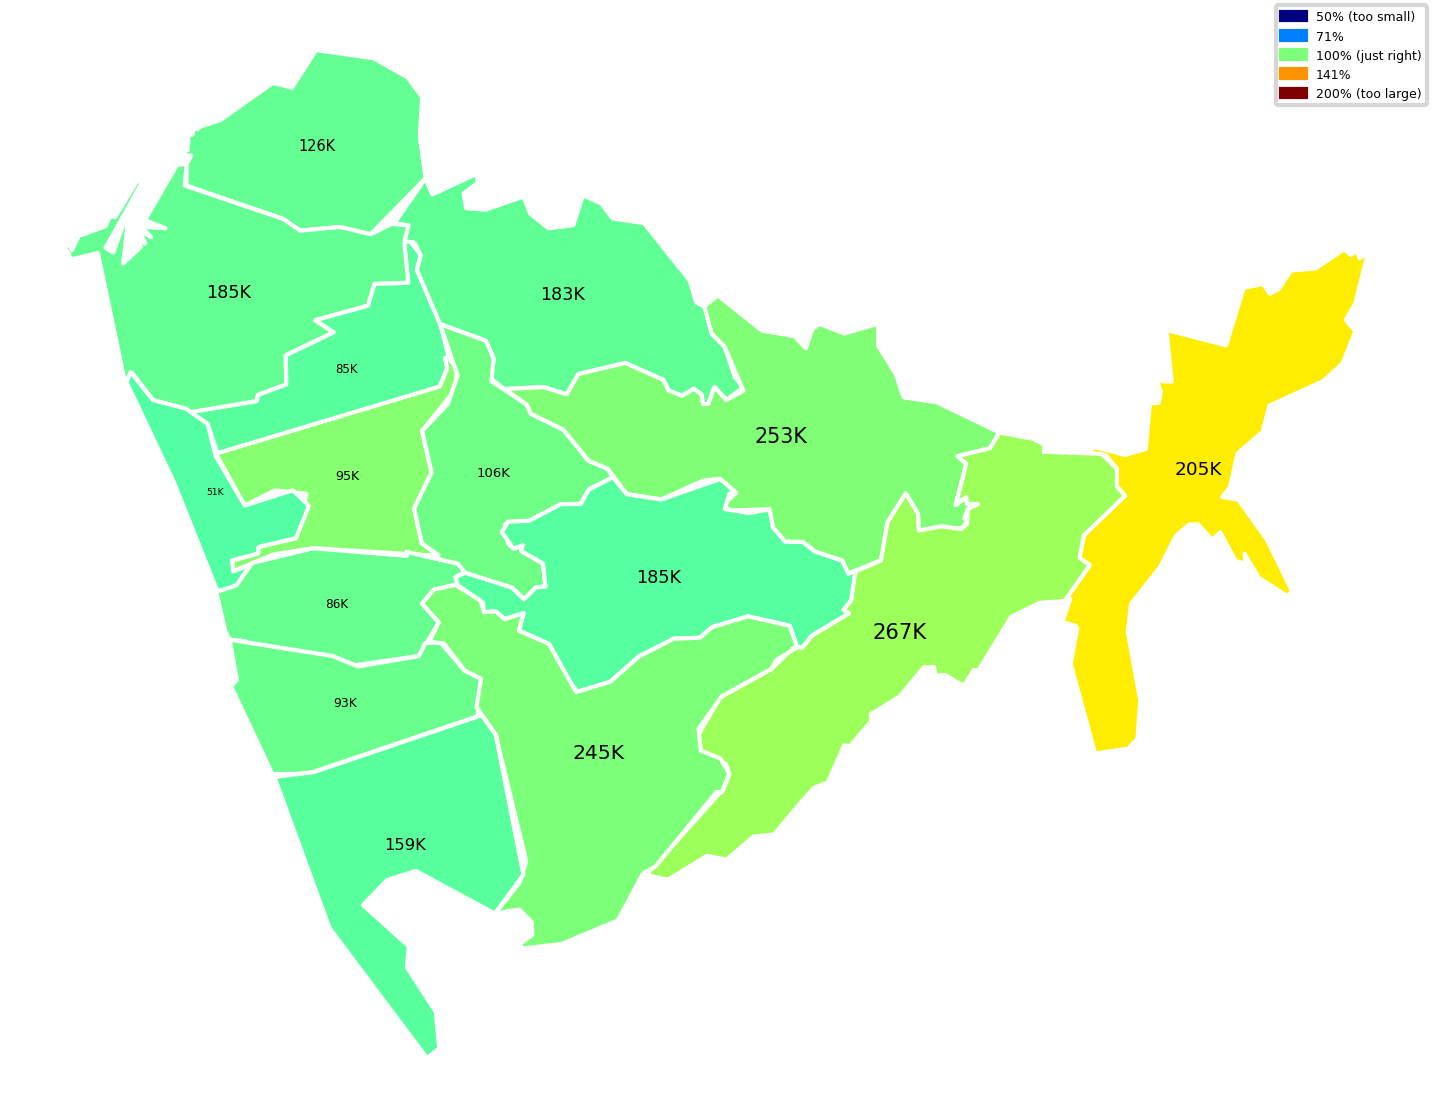 50% (too small)
71%
100% (just right)
141%
200% (too large)
126K
185K
183K
85K
253K
205K
95K
106K
51K
185K
86K
267K
93K
245K
159K